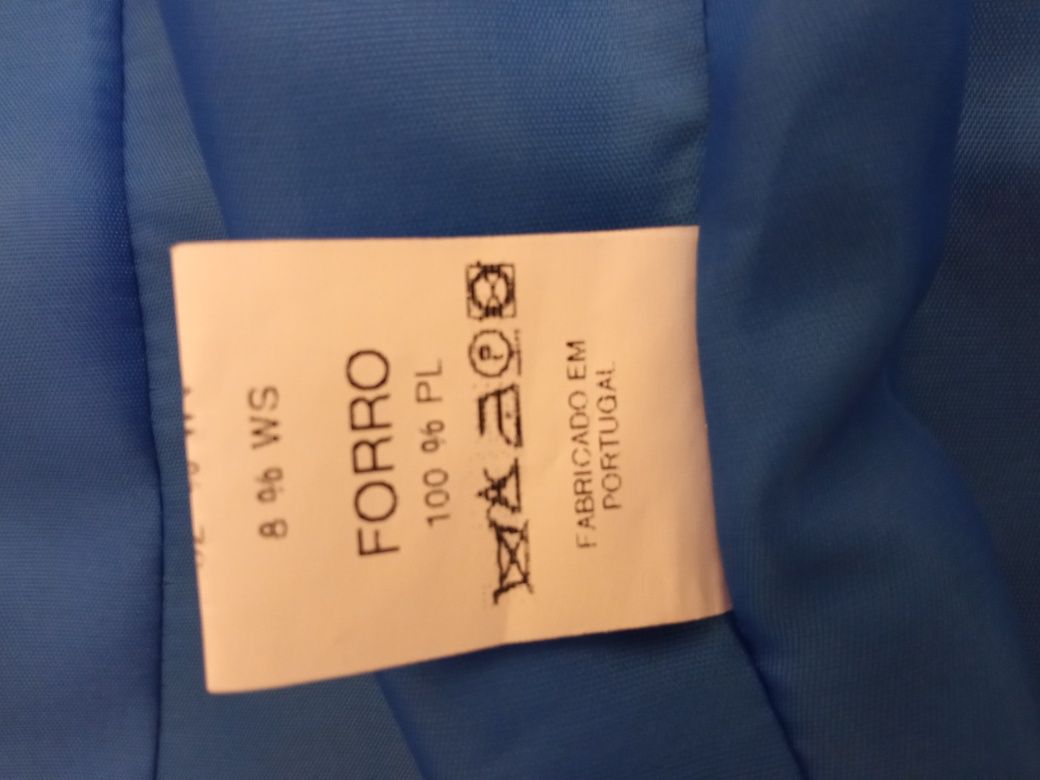 8 % WS
FORRO
100 % PL
P
FABRICADO EM
PORTUGAL